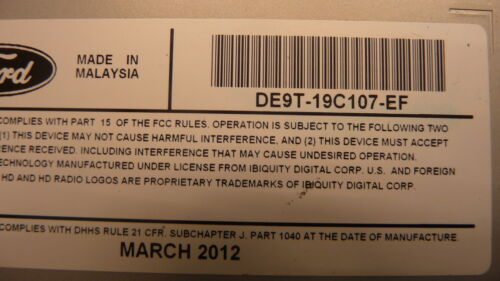 Ford
MADE IN
MALAYSIA
DE9T-19C107-EF
COMPLIES WITH PART 15 OF THE FCC RULES. OPERATION IS SUBJECT TO THE FOLLOWING TWO
(1) THIS DEVICE MAY NOT CAUSE HARMFUL INTERFERENCE, AND (2) THIS DEVICE MUST ACCEPT
ENCE RECEIVED. INCLUDING INTERFERENCE THAT MAY CAUSE UNDESIRED OPERATION.
ECHNOLOGY MANUFACTURED UNDER LICENSE FROM IBIQUITY DIGITAL CORP. U.S. AND FOREIGN
HD AND HD RADIO LOGOS ARE PROPRIETARY TRADEMARKS OF IBIQUITY DIGITAL CORP.
COMPLIES WITH DHHS RULE 21 CFR, SUBCHAPTER J. PART 1040 AT THE DATE OF MANUFACTURE.
MARCH 2012